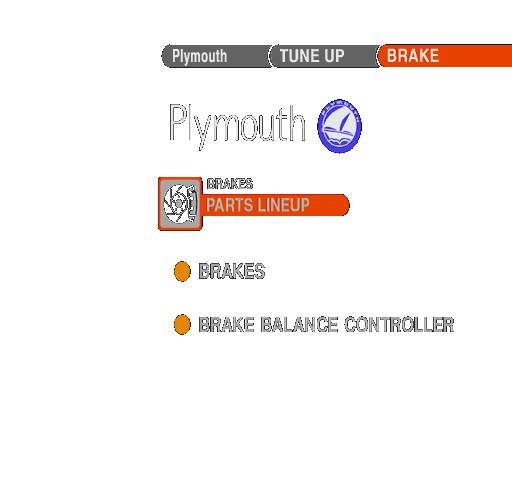 Plymouth
TUNE UP
BRAKE
Plymouth
BRAKES
PARTS LINEUP
BRAKES
BRAKE BALANCE CONTROLLER